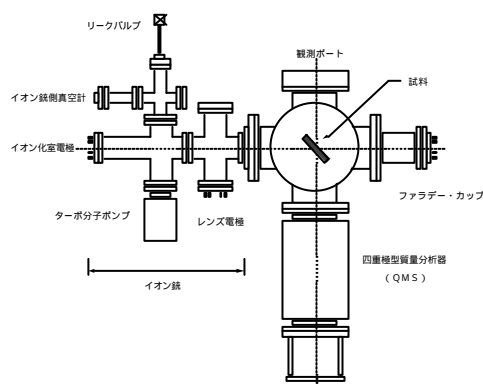 リークバルブ
観測ポート
試料
イオン銃側真空計
イオン化室電極
ファラデー・カップ
ターボ分子ポンプ
レンズ電極
四重極型質量分析器
（ＱＭＳ）
イオン銃